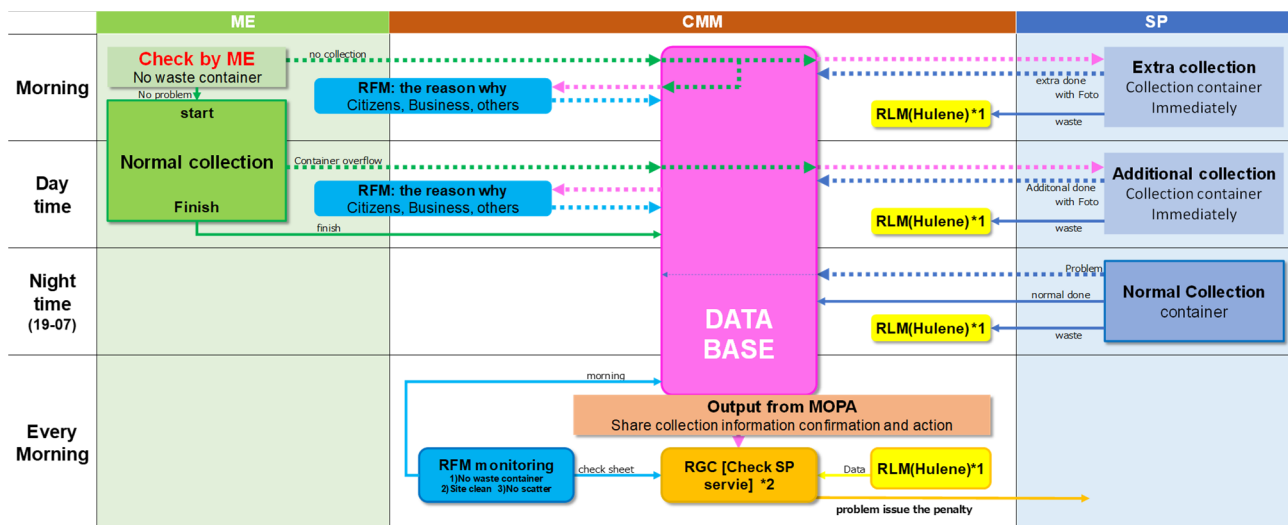 ME
CMM
SP
Morning
Check by ME
No waste container
no collection
No problem
start
Normal collection
Finish
RFM: the reason why
Citizens, Business, others
extra done
with Foto
RLM(Hulene)*1
waste
Extra collection
Collection container
Immediately
Day
time
Container overflow
RFM: the reason why
Citizens, Business, others
finish
Additonal done
with Foto
RLM(Hulene)*1
waste
Additional collection
Collection container
Immediately
Night
time
(19-07)
DATA
BASE
Problem
normal done
RLM(Hulene)*1
waste
Normal Collection
container
Every
Morning
morning
Output from MOPA
Share collection information confirmation and action
RFM monitoring
1)No waste container
2)Site clean 3)No scatter
check sheet
RGC [Check SP
servie] *2
Data
RLM(Hulene)*1
problem issue the penalty